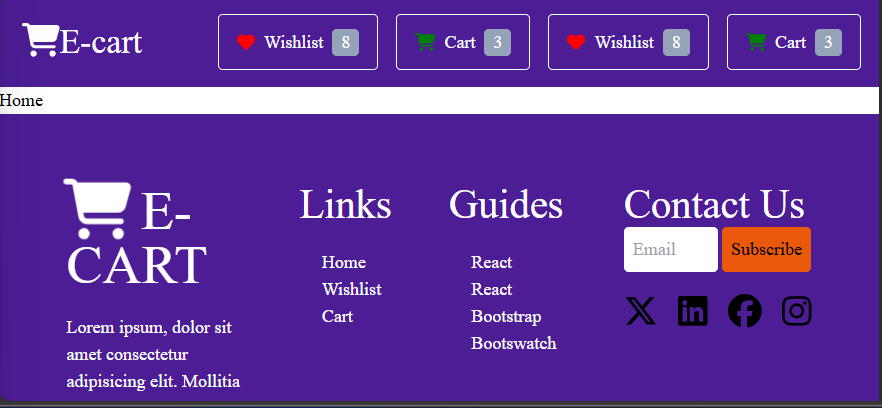 E-cart
Wishlist 8
Cart 3
Wishlist 8
Cart 3
Home
E-
CART
Lorem ipsum, dolor sit
amet consectetur
adipisicing elit. Mollitia
Links
Home
Wishlist
Cart
Guides
React
React
Bootstrap
Bootswatch
Contact Us
Email Subscribe